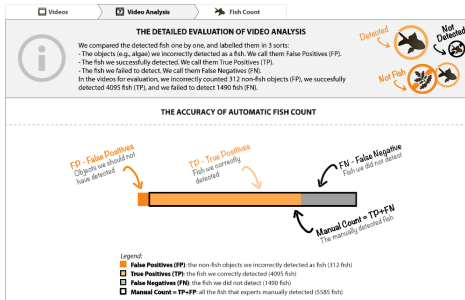 Videos
Video Analysis
Fish Count
THE DETAILED EVALUATION OF VIDEO ANALYSIS
We compared the detected fish one by one, and labelled them in 3 sorts:
- The objects (e.g., algae) we incorrectly detected as a fish. We call them False Positives (FP).
- The fish we successfully detected. We call them True Positives (TP).
- The fish we failed to detect. We call them False Negatives (FN).
In the videos for evaluation, we incorrectly counted 312 non-fish objects (FP), we succesfully
detected 4095 fish (TP), and we failed to detect 1490 fish (FN).
Detected
Not Detected
Not Fish
THE ACCURACY OF AUTOMATIC FISH COUNT
FP - False Positives
Objects we should not
have detected
TP - True Positives
Fish we correctly
detected
FN - False Negative
Fish we did not detect
Manual Count = TP+FN
The manually detected fish
Legend:
False Positives (FP): the non-fish objects we incorrectly detected as fish (312 fish)
True Positives (TP): the fish we correctly detected (4095 fish)
False Negatives (FN): the fish we did not detect (1490 fish)
Manual Count = TP+FP: all the fish that experts manually detected (5585 fish)